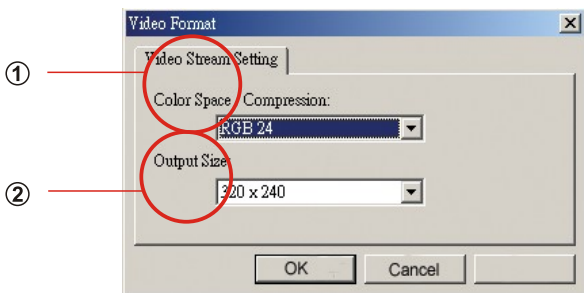 Video Format
Video Stream Setting
1
Color Space / Compression:
RGB 24
Output Size:
2
320 x 240
OK
Cancel